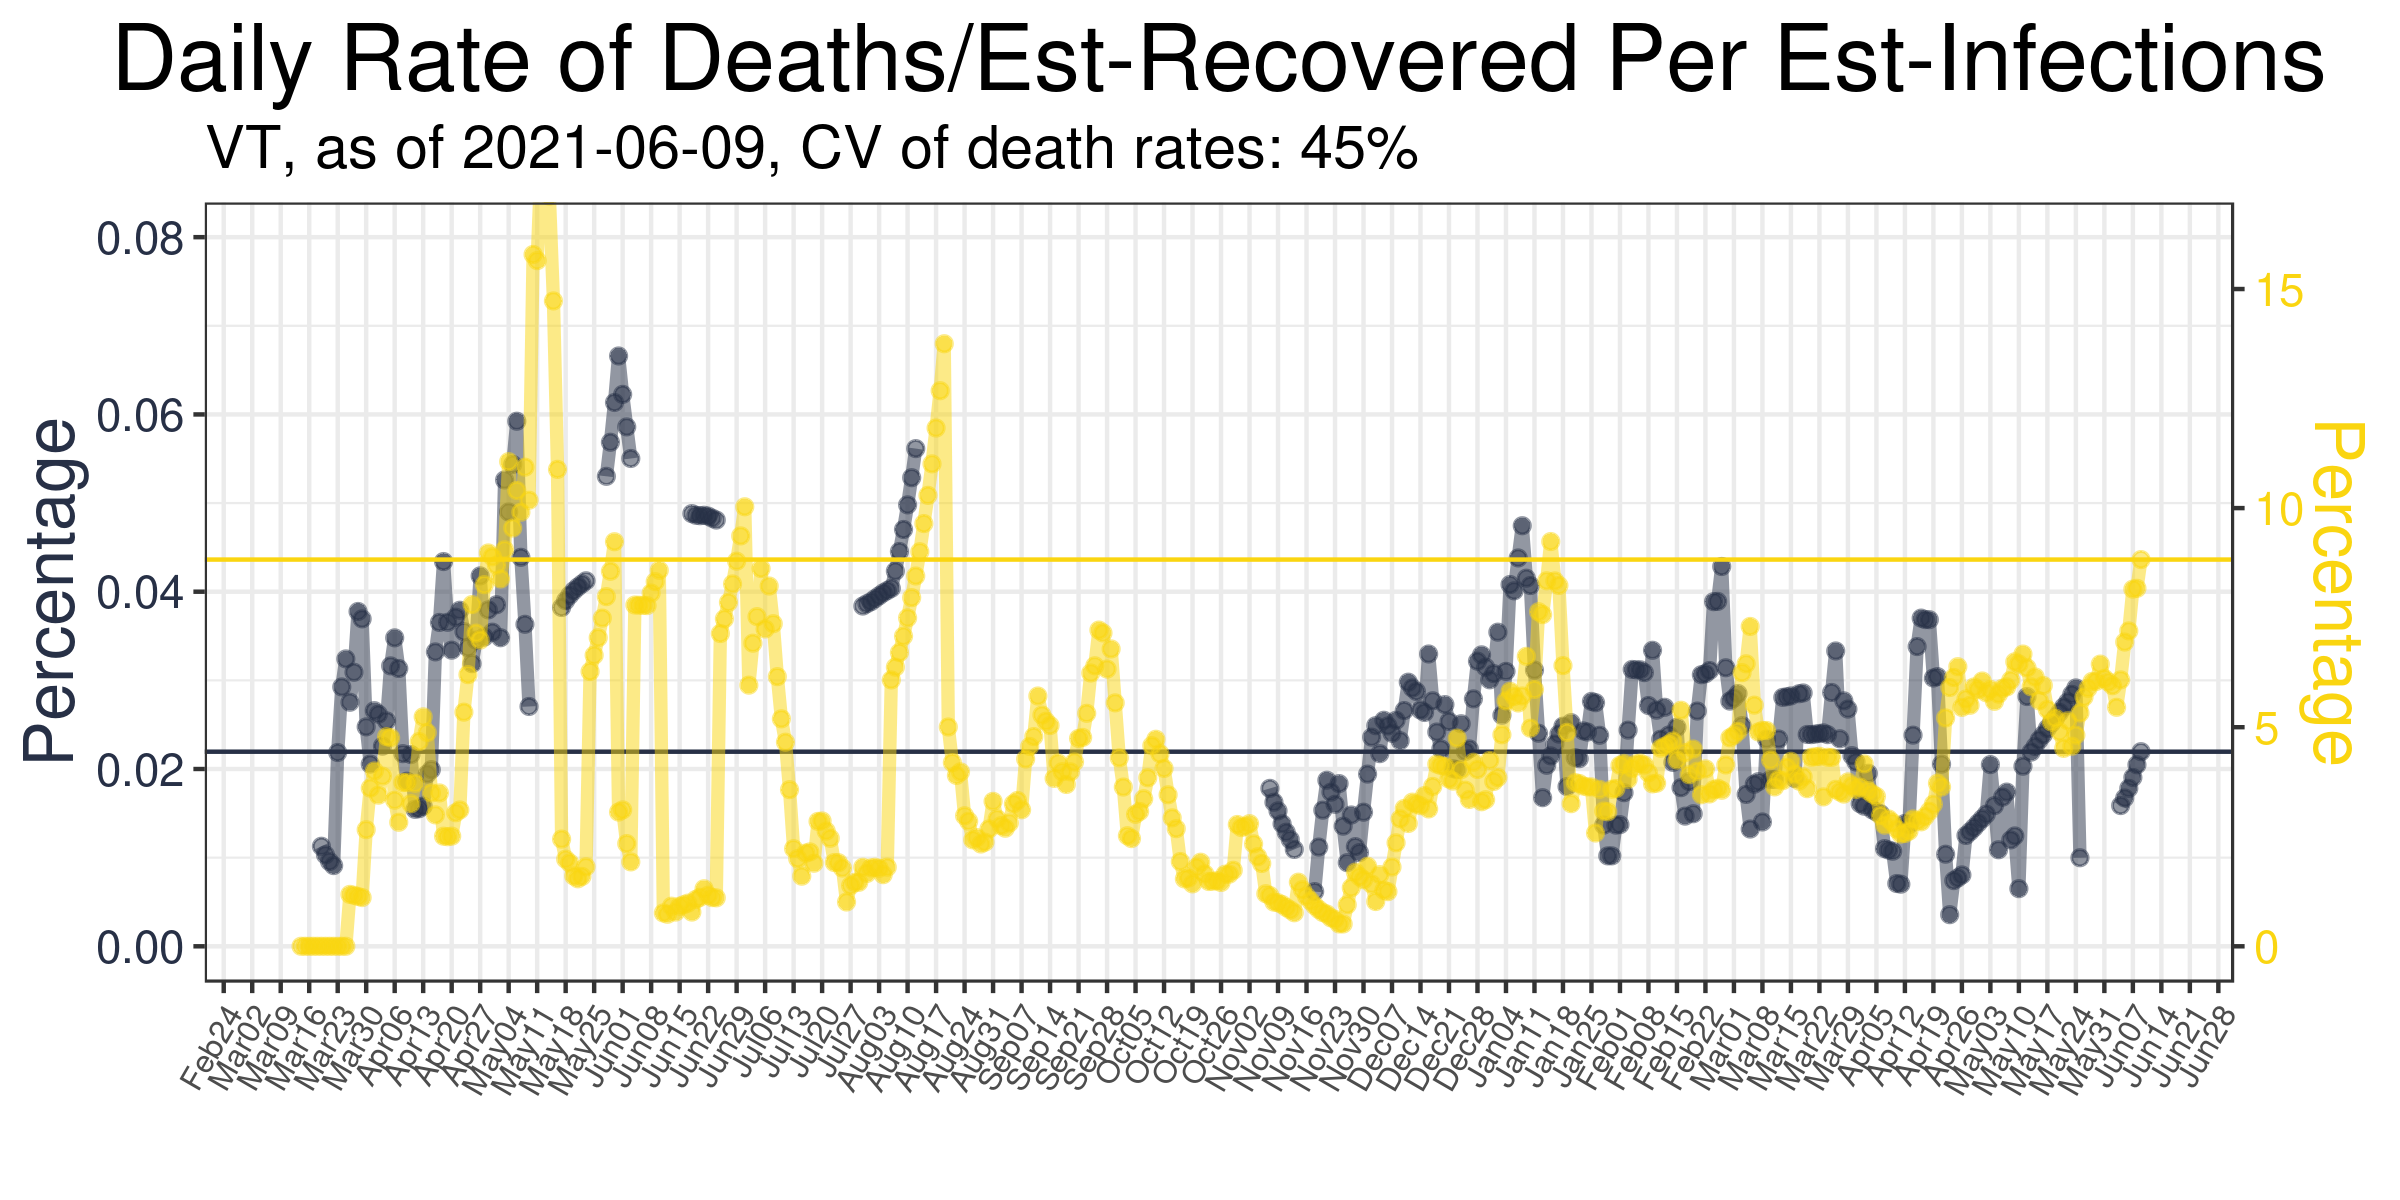 Daily Rate of Deaths/Est-Recovered Per Est-Infections
VT, as of 2021-06-09, CV of death rates: 45%
Percentage
0.08
0.06
0.04
0.02
0.00
15
10
5
0
Percentage
Feb24
Mar02
Mar09
Mar16
Mar23
Mar30
Apr06
Apr13
Apr20
Apr27
May04
May11
May18
May25
Jun01
Jun08
Jun15
Jun22
Jun29
Jul06
Jul13
Jul20
Jul27
Aug03
Aug10
Aug17
Aug24
Aug31
Sep07
Sep14
Sep21
Sep28
Oct05
Oct12
Oct19
Oct26
Nov02
Nov09
Nov16
Nov23
Nov30
Dec07
Dec14
Dec21
Dec28
Jan04
Jan11
Jan18
Jan25
Feb01
Feb08
Feb15
Feb22
Mar01
Mar08
Mar15
Mar22
Mar29
Apr05
Apr12
Apr19
Apr26
May03
May10
May17
May24
May31
Jun07
Jun14
Jun21
Jun28